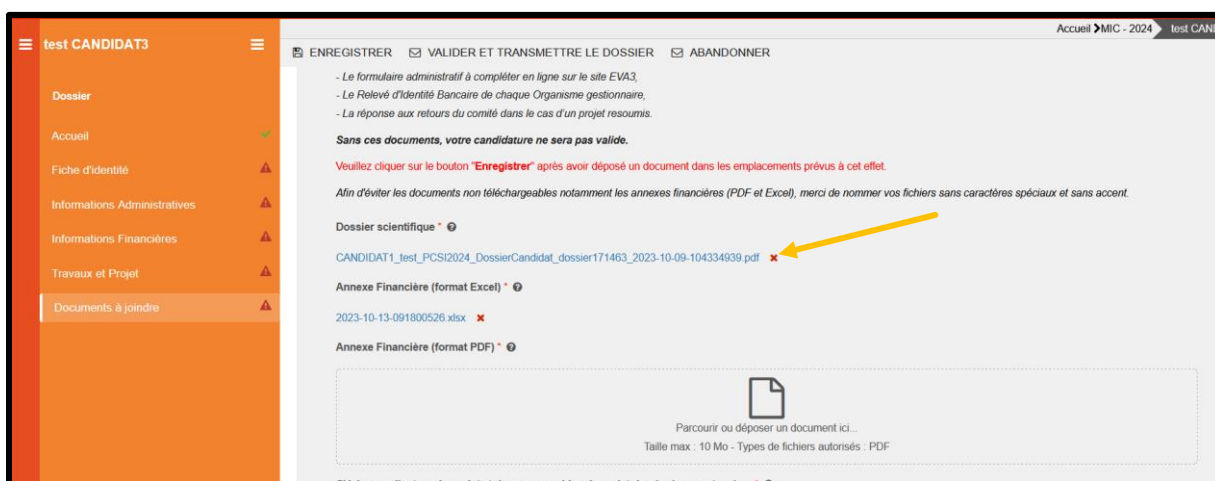 Accueil MIC - 2024 test CANI
test CANDIDAT3
ENREGISTRER VALIDER ET TRANSMETTRE LE DOSSIER ABANDONNER
Dossier
Accueil
Fiche d'identité
Informations Administratives
Informations Financières
Travaux et Projet
Documents à joindre
- Le formulaire administratif à compléter en ligne sur le site EVA3,
- Le Relevé d'Identité Bancaire de chaque Organisme gestionnaire,
- La réponse aux retours du comité dans le cas d'un projet resoumis.
Sans ces documents, votre candidature ne sera pas valide.
Veuillez cliquer sur le bouton "Enregistrer" après avoir déposé un document dans les emplacements prévus à cet effet.
Afin d'éviter les documents non téléchargeables notamment les annexes financières (PDF et Excel), merci de nommer vos fichiers sans caractères spéciaux et sans accent.
Dossier scientifique *
CANDIDAT1_test_PCSI2024_DossierCandidat_dossier171463_2023-10-09-104334939.pdf
Annexe Financière (format Excel) *
2023-10-13-091800526.xlsx
Annexe Financière (format PDF) *
Parcourir ou déposer un document ici...
Taille max : 10 Mo - Types de fichiers autorisés : PDF